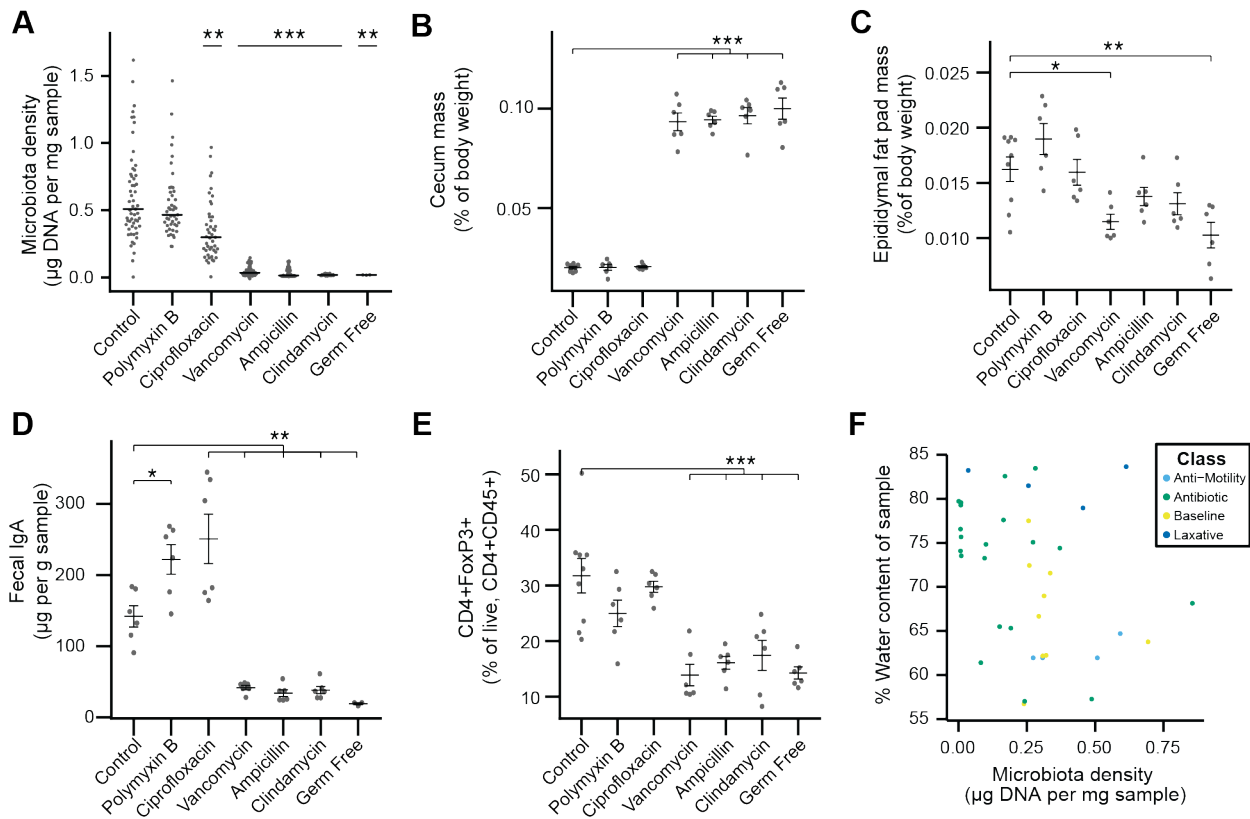 A
Microbiota density
(µg DNA per mg sample)
1.5
1.0
0.5
0.0
**
***
**
Control
Polymyxin B
Ciprofloxacin
Vancomycin
Ampicillin
Clindamycin
Germ Free
B
Cecum mass
(% of body weight)
0.10
0.05
***
Control
Polymyxin B
Ciprofloxacin
Vancomycin
Ampicillin
Clindamycin
Germ Free
C
Epididymal fat pad mass
(%of body weight)
0.025
0.020
0.015
0.010
**
*
Control
Polymyxin B
Ciprofloxacin
Vancomycin
Ampicillin
Clindamycin
Germ Free
D
Fecal IgA
(µg per g sample)
300
200
100
0
**
*
Control
Polymyxin B
Ciprofloxacin
Vancomycin
Ampicillin
Clindamycin
Germ Free
E
CD4+FoxP3+
(% of live, CD4+CD45+)
50
40
30
20
10
***
Control
Polymyxin B
Ciprofloxacin
Vancomycin
Ampicillin
Clindamycin
Germ Free
F
% Water content of sample
85
80
75
70
65
60
55
0.00
0.25
0.50
0.75
Microbiota density
(µg DNA per mg sample)
Class
Anti−Motility
Antibiotic
Baseline
Laxative